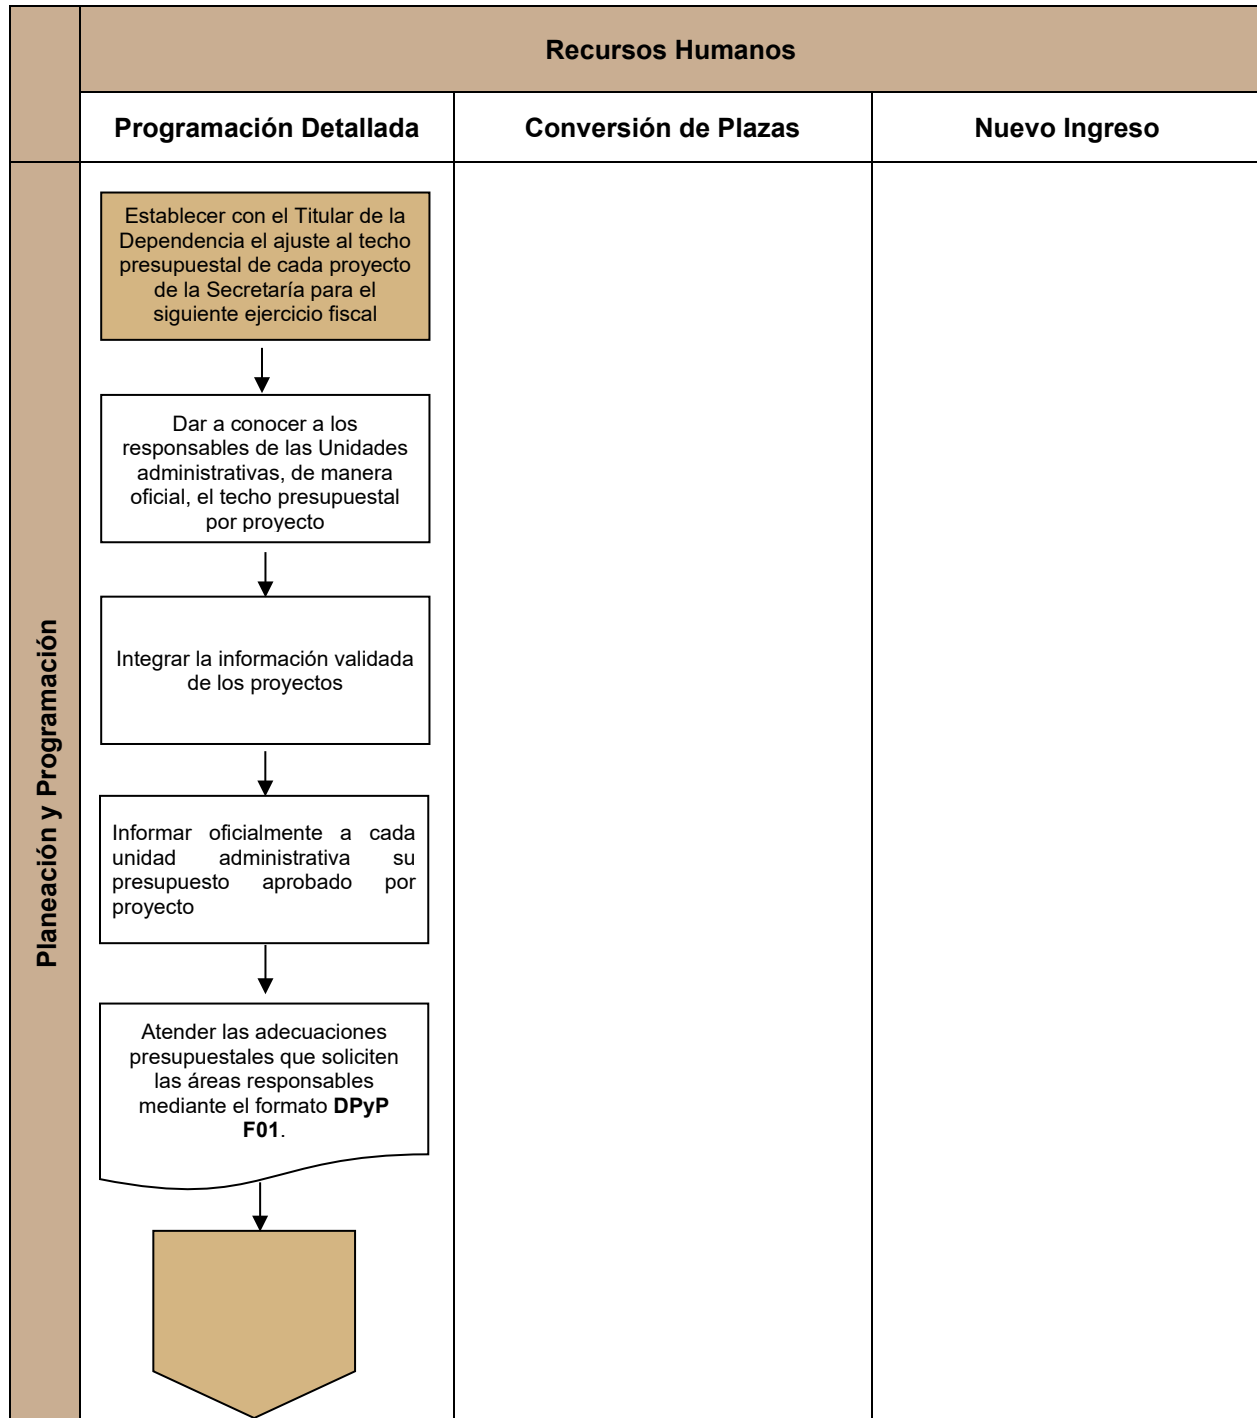 Recursos Humanos
Programación Detallada
Conversión de Plazas
Nuevo Ingreso
Planeación y Programación
Establecer con el Titular de la
Dependencia el ajuste al techo
presupuestal de cada proyecto
de la Secretaría para el
siguiente ejercicio fiscal
Dar a conocer a los
responsables de las Unidades
administrativas, de manera
oficial, el techo presupuestal
por proyecto
Integrar la información validada
de los proyectos
Informar oficialmente a cada
unidad administrativa su
presupuesto aprobado por
proyecto
Atender las adecuaciones
presupuestales que soliciten
las áreas responsables
mediante el formato DPyP
F01.